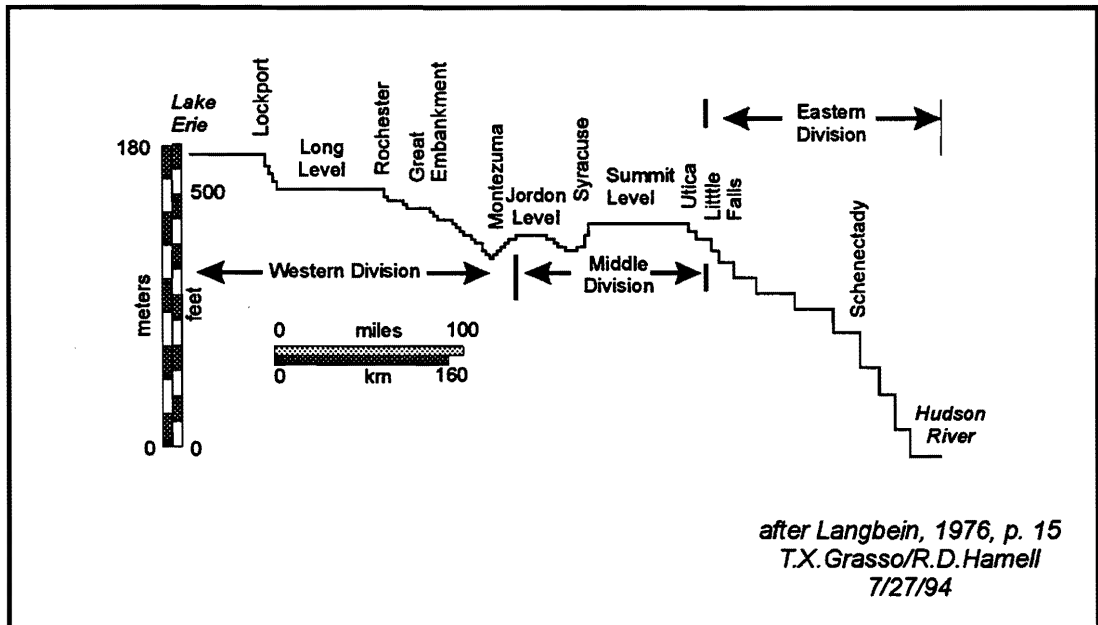 Lake
Erie
Lockport
Long
Level
Rochester
Great
Embankment
Montezuma
Jordon
Level
Syracuse
Summit
Level
Utica
Little
Falls
Eastern
Division
Schenectady
180
500
meters
feet
0
0
Western Division
Middle
Division
0 miles 100
0 km 160
Hudson
River
after Langbein, 1976, p. 15
T.X.Grasso/R.D.Hamell
7/27/94